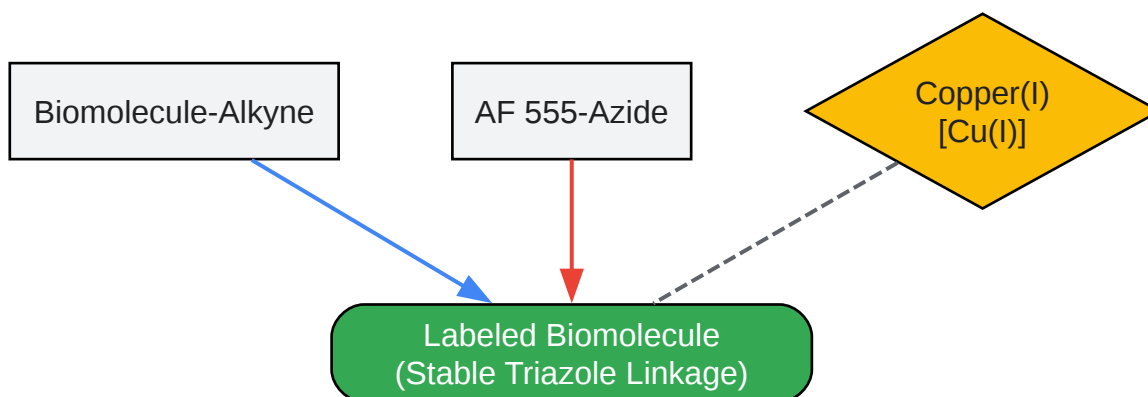 Biomolecule-Alkyne
AF 555-Azide
Copper(I)
[Cu(I)]
Labeled Biomolecule
(Stable Triazole Linkage)